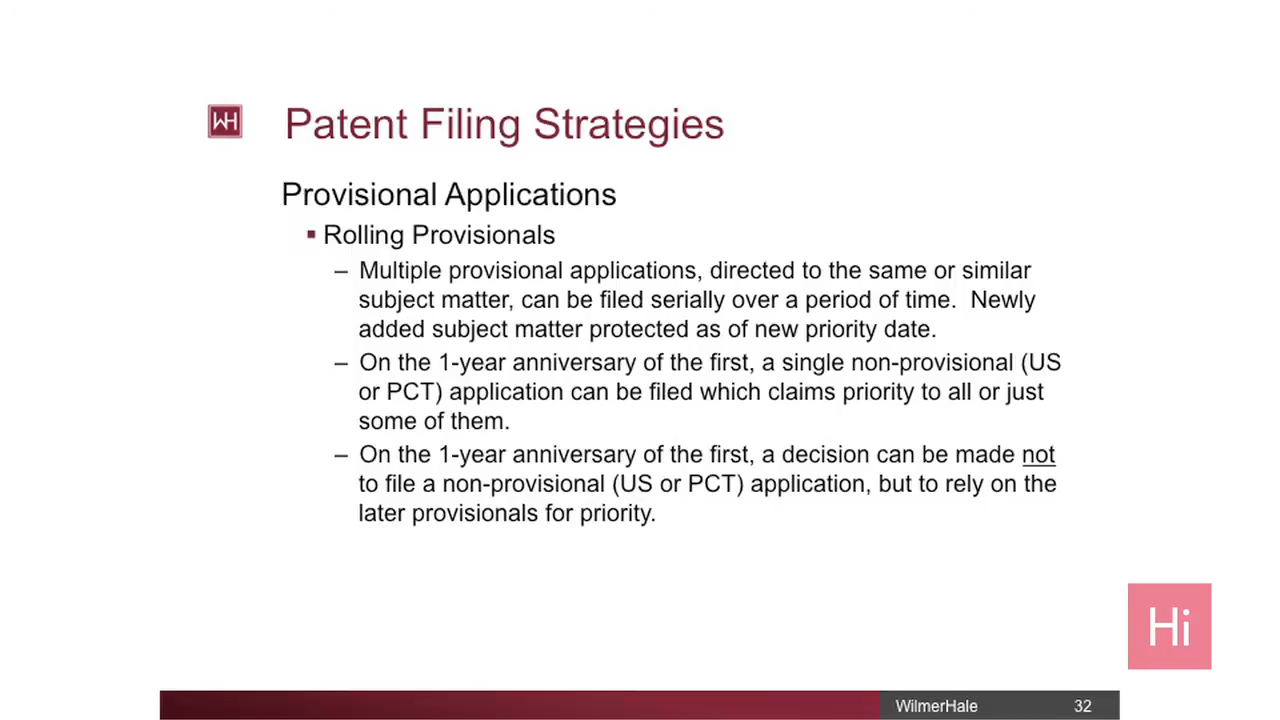 WH
Patent Filing Strategies
Provisional Applications
▪ Rolling Provisionals
– Multiple provisional applications, directed to the same or similar
subject matter, can be filed serially over a period of time.  Newly
added subject matter protected as of new priority date.
– On the 1-year anniversary of the first, a single non-provisional (US
or PCT) application can be filed which claims priority to all or just
some of them.
– On the 1-year anniversary of the first, a decision can be made not
to file a non-provisional (US or PCT) application, but to rely on the
later provisionals for priority.
Hi
WilmerHale 32